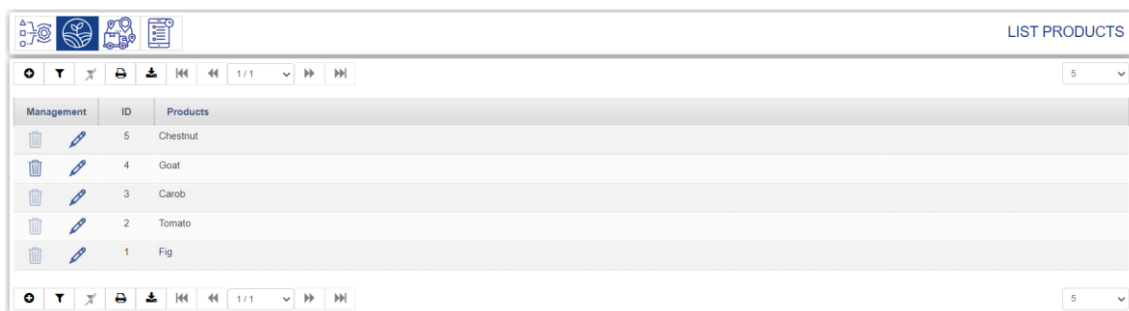 LIST PRODUCTS
1 / 1 5
Management ID Products
5 Chestnut
4 Goat
3 Carob
2 Tomato
1 Fig
1 / 1 5